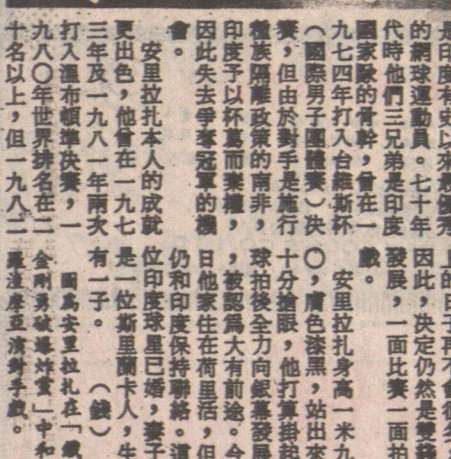 是印度有史以來最優秀
的網球運動員。七十年
代時他們三兄弟是印度
國家隊的骨幹,曾在一
九七四年打入台維斯杯
(國際男子團體賽)決
賽,但由於對手是施行
種族隔離政策的南非,
印度予以杯葛而棄權,
因此失去爭奪冠軍的機
會。
安里拉扎本人的成就
更出色,他曾在一九七
三年及一九八一年兩次
打入溫布頓準決賽,一
九八〇年世界排名在二
十名以上,但一九八二
上的日子再不會很多,
因此,決定仍然是雙綫
發展,一面比賽一面拍
戲。
安里拉扎身高一米九
〇,膚色漆黑,站出來
十分搶眼,他打算掛起
球拍後全力向銀幕發展
,被認爲大有前途。今
日他家住在荷里活,但
仍和印度保持聯絡。這
位印度球星已婚,妻子
是一位斯里蘭卡人,生
有一子。 (錢)
圖爲安里拉扎在「鐵
金剛勇破爆炸黨」中和
羅渣摩亞演對手戲。